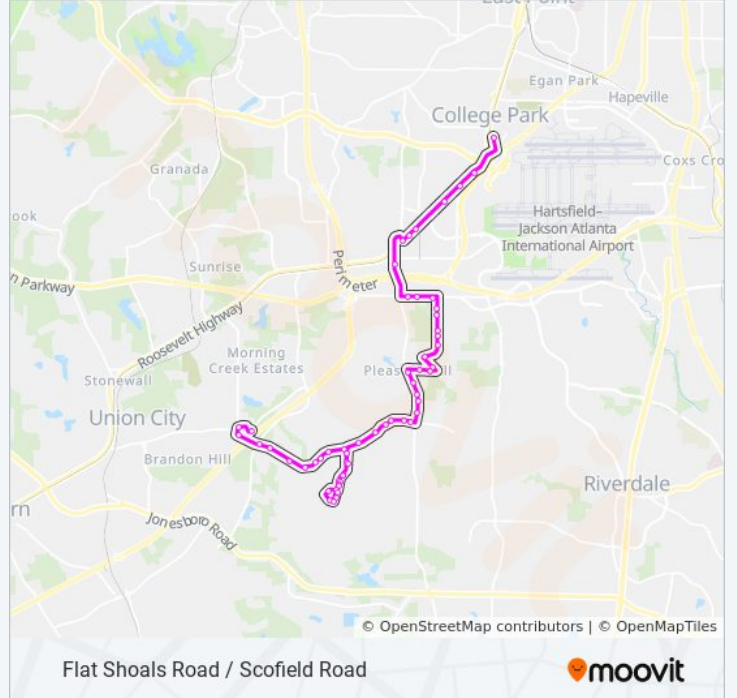 East Point
Egan Park
Hapeville
College Park
Coxs Cro
Granada
ook
Hartsfield–
Jackson Atlanta
International Airport
Sunrise
Perimeter
n Parkway
Roosevelt Highway
Morning
Creek Estates
Stonewall
Union City
Brandon Hill
Riverdale
rn
Jonesboro Road
© OpenStreetMap contributors | © OpenMapTiles
Flat Shoals Road / Scofield Road
moovit